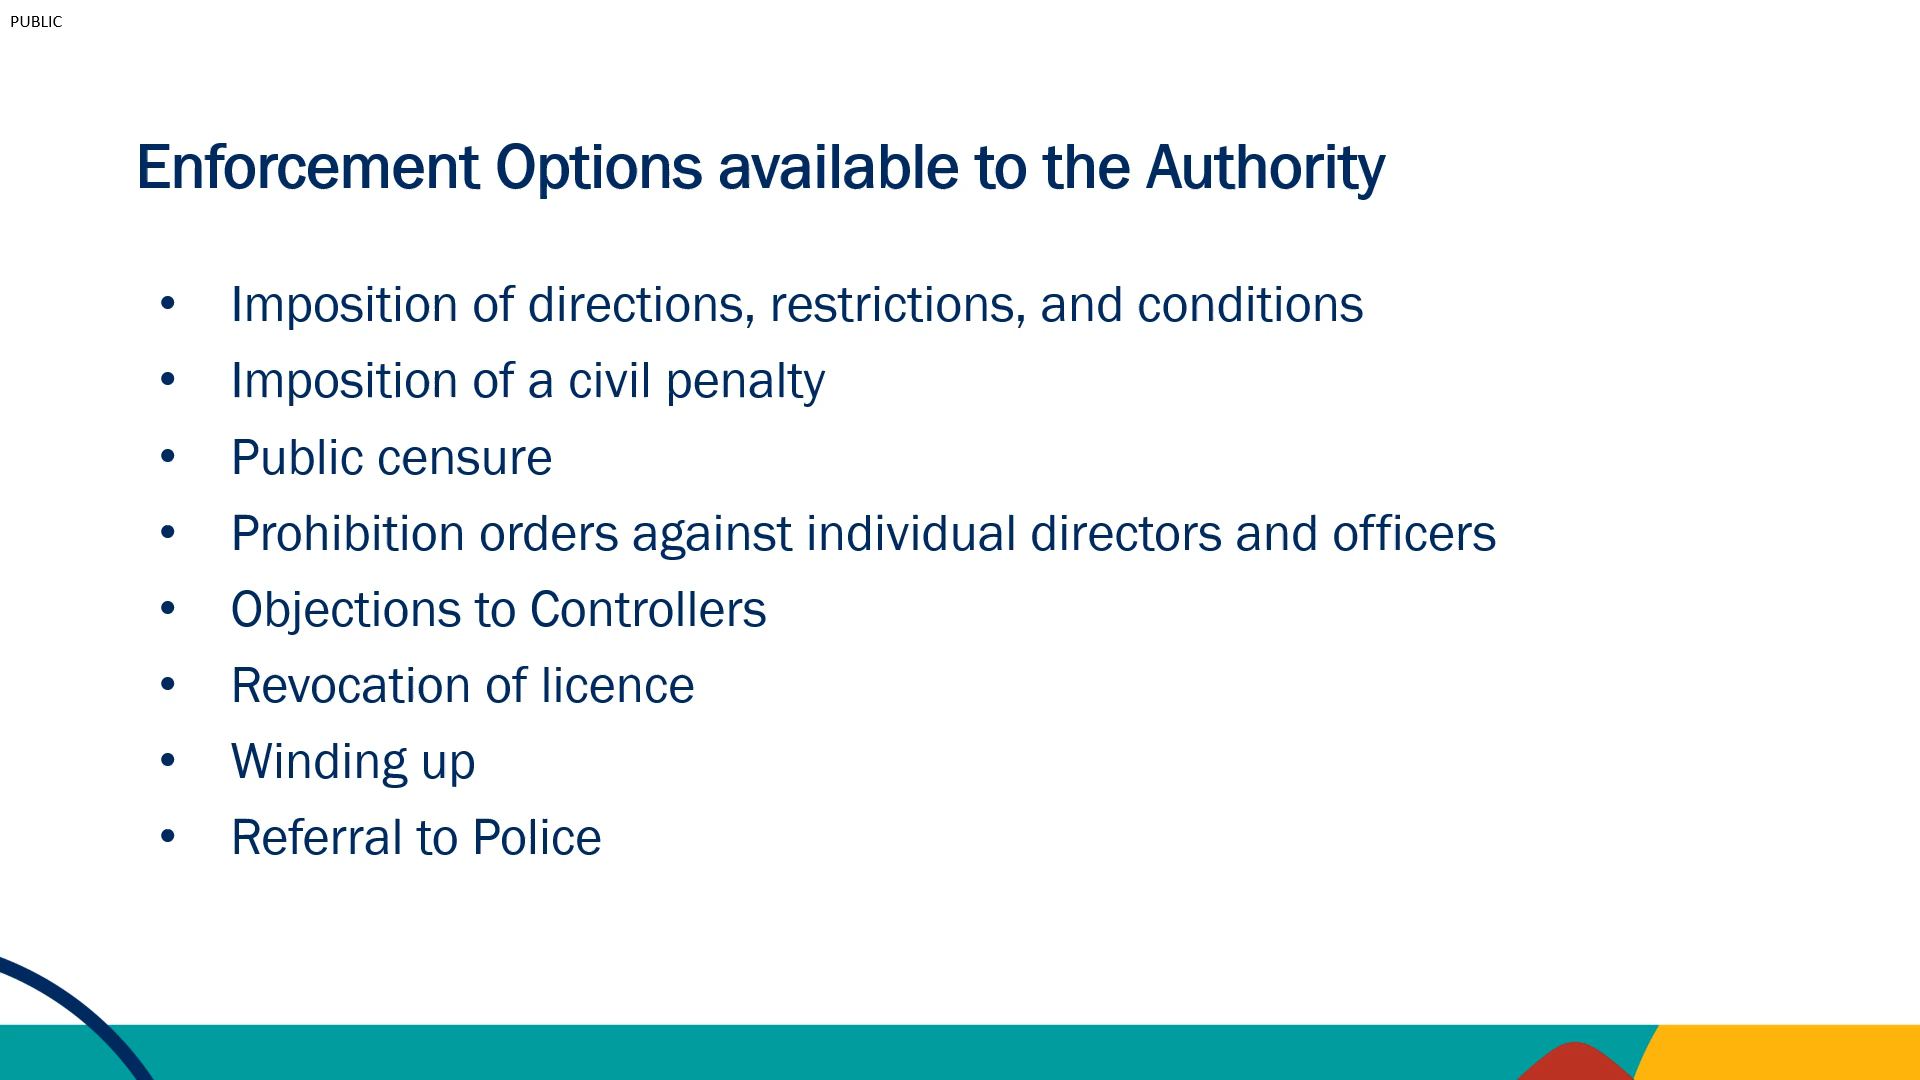 PUBLIC
Enforcement Options available to the Authority
• Imposition of directions, restrictions, and conditions
• Imposition of a civil penalty
• Public censure
• Prohibition orders against individual directors and officers
• Objections to Controllers
• Revocation of licence
• Winding up
• Referral to Police